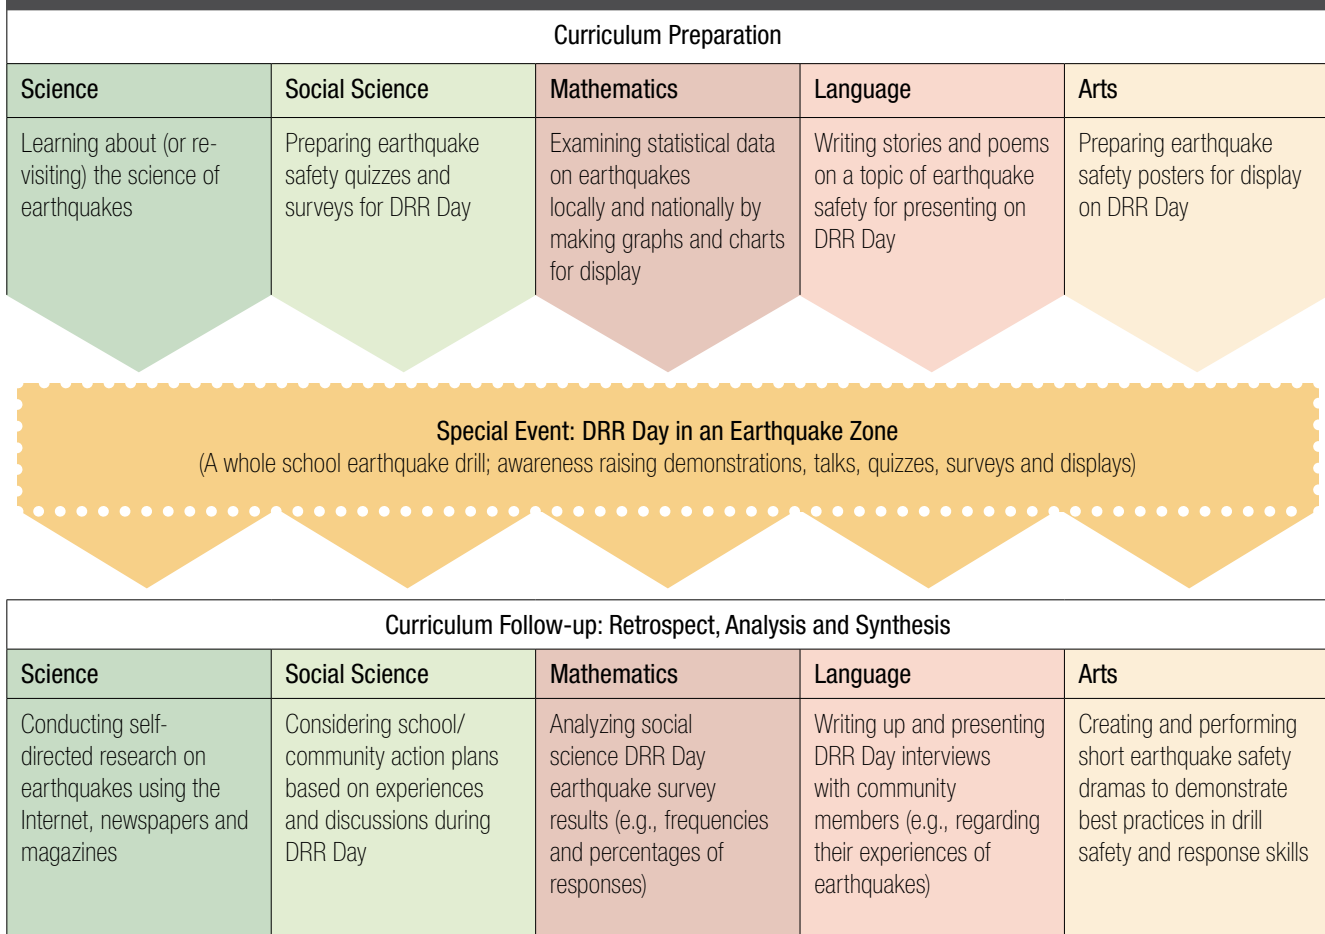 Curriculum Preparation
Science
Social Science
Mathematics
Language
Arts
Learning about (or re-
visiting) the science of
earthquakes
Preparing earthquake
safety quizzes and
surveys for DRR Day
Examining statistical data
on earthquakes
locally and nationally by
making graphs and charts
for display
Writing stories and poems
on a topic of earthquake
safety for presenting on
DRR Day
Preparing earthquake
safety posters for display
on DRR Day
Special Event: DRR Day in an Earthquake Zone
(A whole school earthquake drill; awareness raising demonstrations, talks, quizzes, surveys and displays)
Curriculum Follow-up: Retrospect, Analysis and Synthesis
Science
Social Science
Mathematics
Language
Arts
Conducting self-
directed research on
earthquakes using the
Internet, newspapers and
magazines
Considering school/
community action plans
based on experiences
and discussions during
DRR Day
Analyzing social
science DRR Day
earthquake survey
results (e.g., frequencies
and percentages of
responses)
Writing up and presenting
DRR Day interviews
with community
members (e.g., regarding
their experiences of
earthquakes)
Creating and performing
short earthquake safety
dramas to demonstrate
best practices in drill
safety and response skills